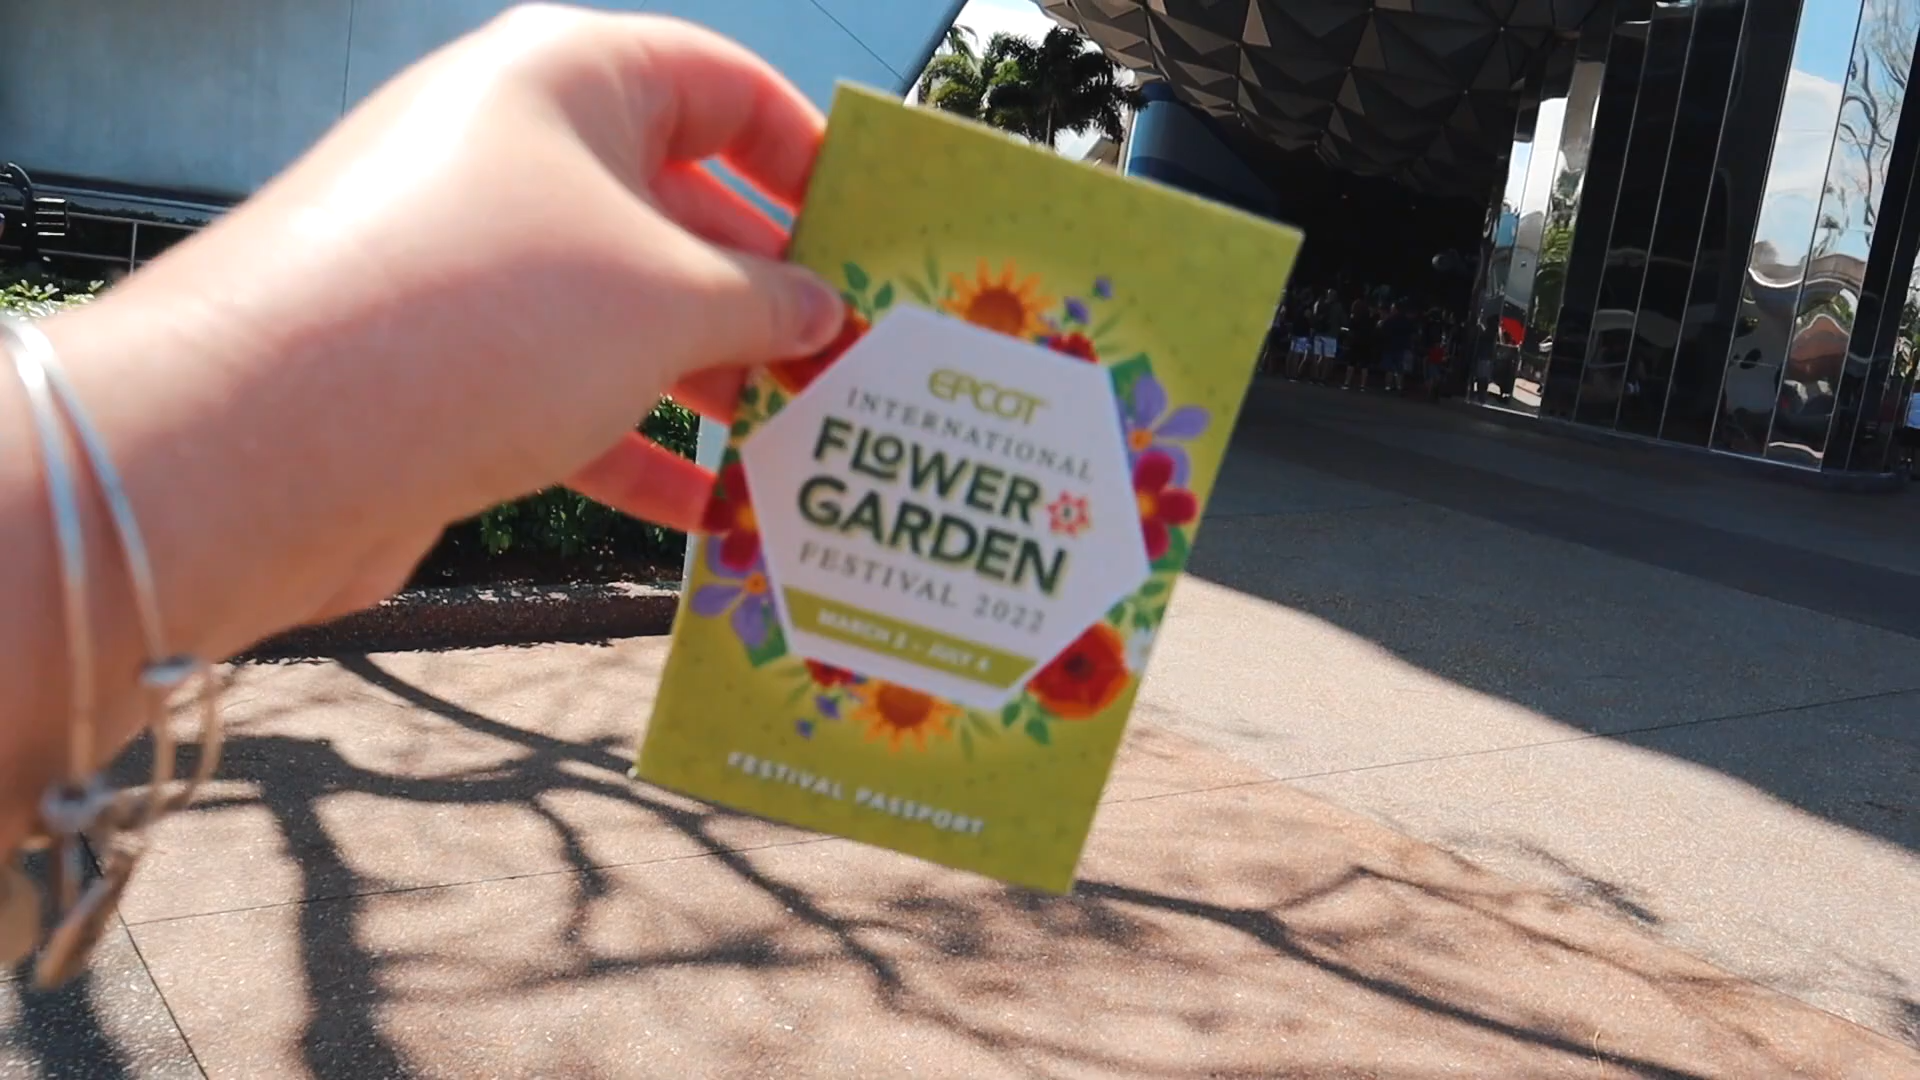 EPCOT
INTERNATIONAL
FLOWER &
GARDEN
FESTIVAL 2022
MARCH 2 - JULY 4
FESTIVAL PASSPORT